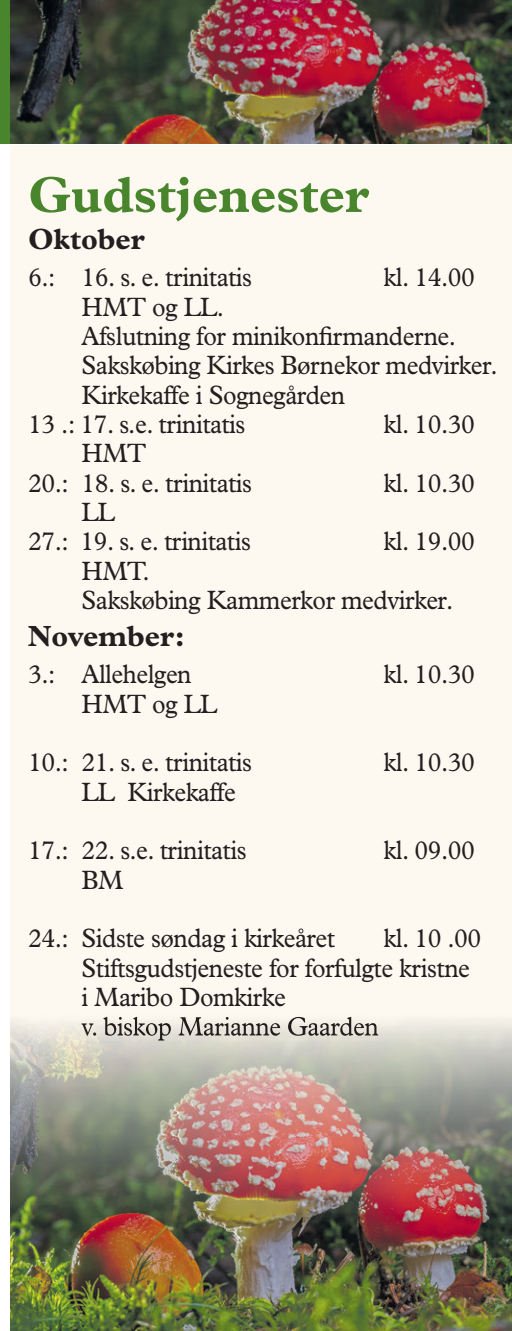 Gudstjenester
Oktober
6.: 16. s. e. trinitatis kl. 14.00
HMT og LL.
Afslutning for minikonfirmanderne.
Sakskøbing Kirkes Børnekor medvirker.
Kirkekaffe i Sognegården
13 .: 17. s.e. trinitatis kl. 10.30
HMT
20.: 18. s. e. trinitatis kl. 10.30
LL
27.: 19. s. e. trinitatis kl. 19.00
HMT.
Sakskøbing Kammerkor medvirker.
November:
3.: Allehelgen kl. 10.30
HMT og LL
10.: 21. s. e. trinitatis kl. 10.30
LL Kirkekaffe
17.: 22. s.e. trinitatis kl. 09.00
BM
24.: Sidste søndag i kirkeåret kl. 10 .00
Stiftsgudstjeneste for forfulgte kristne
i Maribo Domkirke
v. biskop Marianne Gaarden